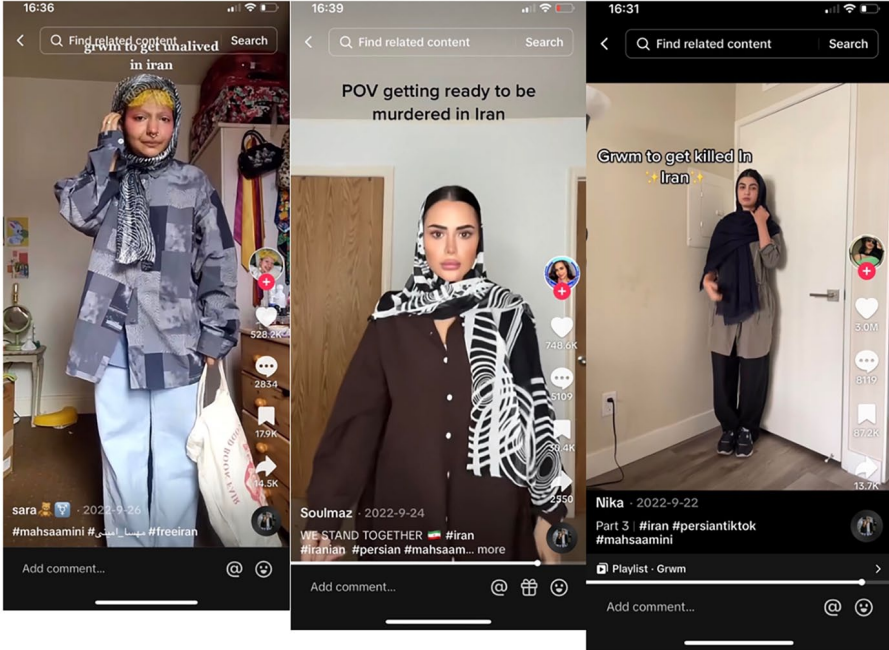 16:36
Find related content
Search
grwm to get unalived
in iran
528.2K
2834
17.9K
14.5K
sara🧸⚧️ · 2022-9-26
#mahsaamini #مهسا_امینی #freeiran
Add comment...
16:39
Find related content
Search
POV getting ready to be
murdered in Iran
748.6K
5109
30.4K
2550
Soulmaz · 2022-9-24
WE STAND TOGETHER 🇮🇷 #iran
#iranian #persian #mahsaam... more
Add comment...
16:31
Find related content
Search
Grwm to get killed In
✨Iran✨
3.0M
8119
87.2K
13.7K
Nika · 2022-9-22
Part 3 | #iran #persiantiktok
#mahsaamini
Playlist · Grwm
Add comment...